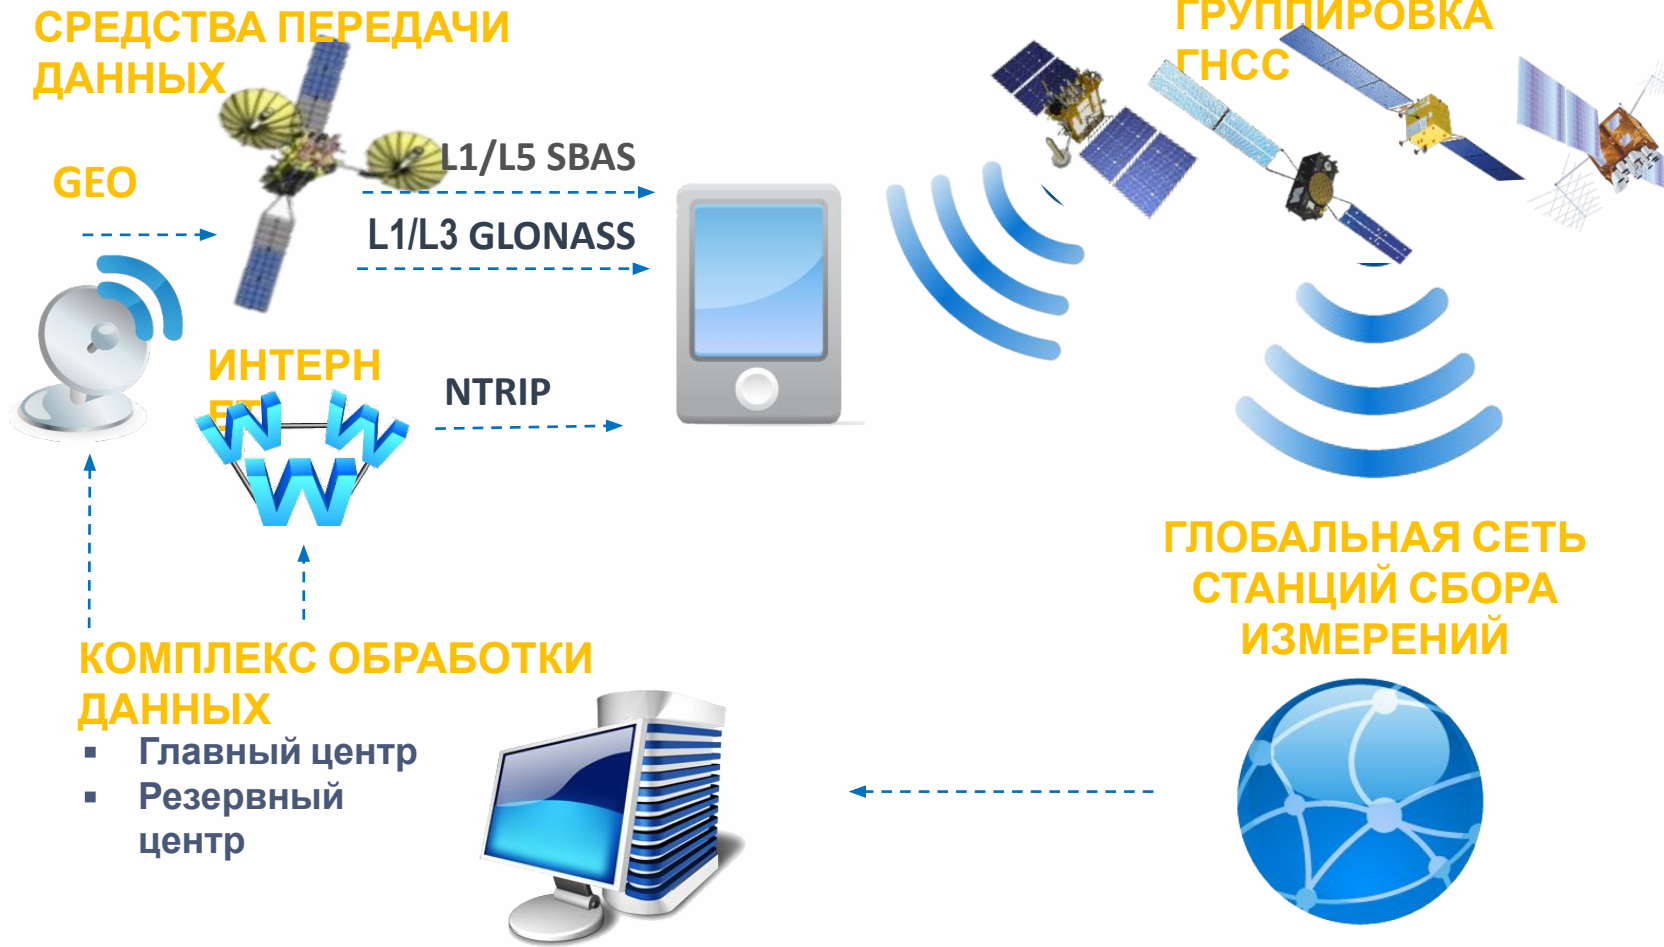 СРЕДСТВА ПЕРЕДАЧИ
ДАННЫХ
ГРУППИРОВКА
ГНСС
GEO
L1/L5 SBAS
L1/L3 GLONASS
ИНТЕРН
ЕТ
NTRIP
ГЛОБАЛЬНАЯ СЕТЬ
СТАНЦИЙ СБОРА
ИЗМЕРЕНИЙ
КОМПЛЕКС ОБРАБОТКИ
ДАННЫХ
▪ Главный центр
▪ Резервный
центр
W W W